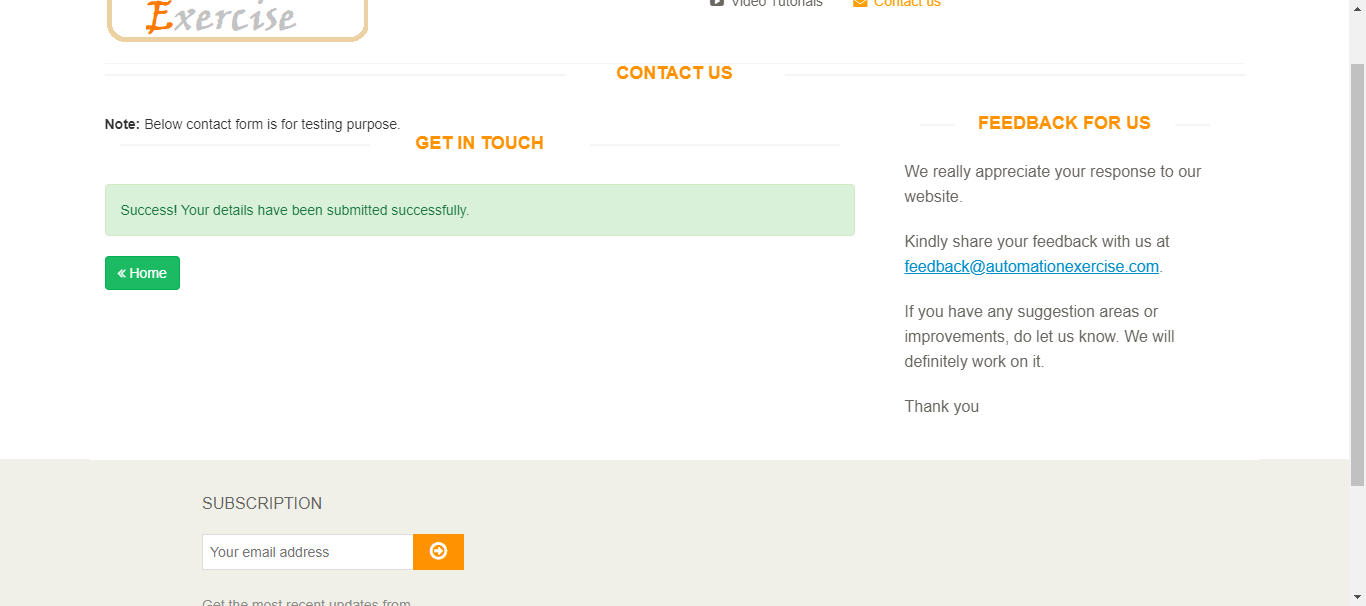 Exercise
Video Tutorials
Contact us
CONTACT US
Note: Below contact form is for testing purpose.
GET IN TOUCH
Success! Your details have been submitted successfully.
Home
FEEDBACK FOR US
We really appreciate your response to our
website.
Kindly share your feedback with us at
feedback@automationexercise.com.
If you have any suggestion areas or
improvements, do let us know. We will
definitely work on it.
Thank you
SUBSCRIPTION
Your email address
Get the most recent updates from